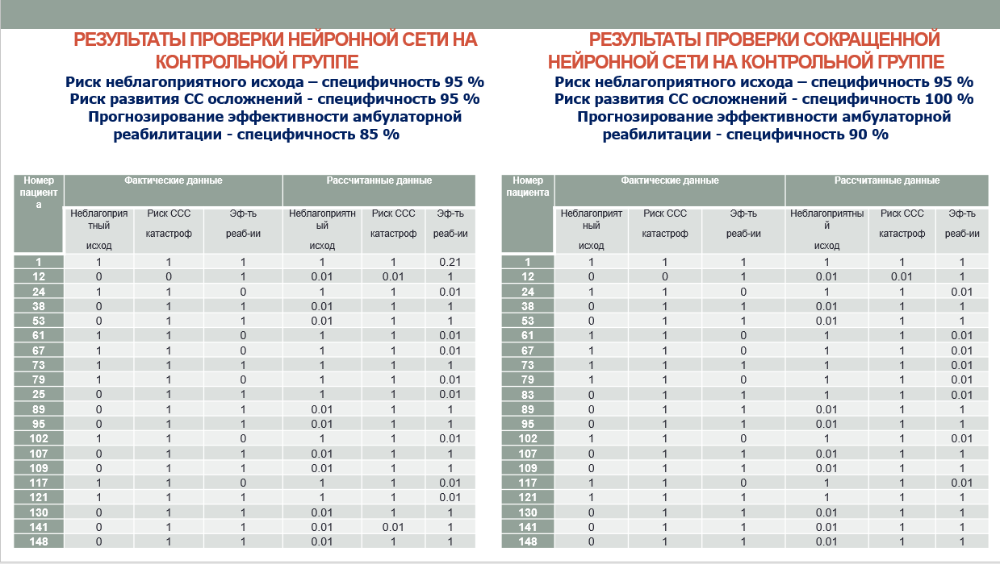 РЕЗУЛЬТАТЫ ПРОВЕРКИ НЕЙРОННОЙ СЕТИ НА
КОНТРОЛЬНОЙ ГРУППЕ
Риск неблагоприятного исхода – специфичность 95 %
Риск развития СС осложнений - специфичность 95 %
Прогнозирование эффективности амбулаторной
реабилитации - специфичность 85 %
Номер
пациент
а
Фактические данные
Рассчитанные данные
Неблагоприя
тный
исход
Риск ССС
катастроф
Эф-ть
реаб-ии
Неблагоприятн
ый
исход
Риск ССС
катастроф
Эф-ть
реаб-ии
1 1 1 1 1 1 0.21
12 0 0 1 0.01 0.01 1
24 1 1 0 1 1 0.01
38 0 1 1 0.01 1 1
53 0 1 1 0.01 1 1
61 1 1 0 1 1 0.01
67 1 1 0 1 1 0.01
73 1 1 1 1 1 1
79 1 1 0 1 1 0.01
25 0 1 1 1 1 0.01
89 0 1 1 0.01 1 1
95 0 1 1 0.01 1 1
102 1 1 0 1 1 0.01
107 0 1 1 0.01 1 1
109 0 1 1 0.01 1 1
117 1 1 0 1 1 0.01
121 1 1 1 1 1 0.01
130 0 1 1 0.01 1 1
141 0 1 1 0.01 0.01 1
148 0 1 1 0.01 1 1
РЕЗУЛЬТАТЫ ПРОВЕРКИ СОКРАЩЕННОЙ
НЕЙРОННОЙ СЕТИ НА КОНТРОЛЬНОЙ ГРУППЕ
Риск неблагоприятного исхода – специфичность 95 %
Риск развития СС осложнений - специфичность 100 %
Прогнозирование эффективности амбулаторной
реабилитации - специфичность 90 %
Номер
пациента
Фактические данные
Рассчитанные данные
Неблагоприят
ный
исход
Риск ССС
катастроф
Эф-ть
реаб-ии
Неблагоприятны
й
исход
Риск ССС
катастроф
Эф-ть
реаб-ии
1 1 1 1 1 1 1
12 0 0 1 0.01 0.01 1
24 1 1 0 1 1 0.01
38 0 1 1 0.01 1 1
53 0 1 1 0.01 1 1
61 1 1 0 1 1 0.01
67 1 1 0 1 1 0.01
73 1 1 1 1 1 0.01
79 1 1 0 1 1 0.01
83 0 1 1 1 1 0.01
89 0 1 1 0.01 1 1
95 0 1 1 0.01 1 1
102 1 1 0 1 1 0.01
107 0 1 1 0.01 1 1
109 0 1 1 0.01 1 1
117 1 1 0 1 1 0.01
121 1 1 1 1 1 1
130 0 1 1 0.01 1 1
141 0 1 1 0.01 1 1
148 0 1 1 0.01 1 1